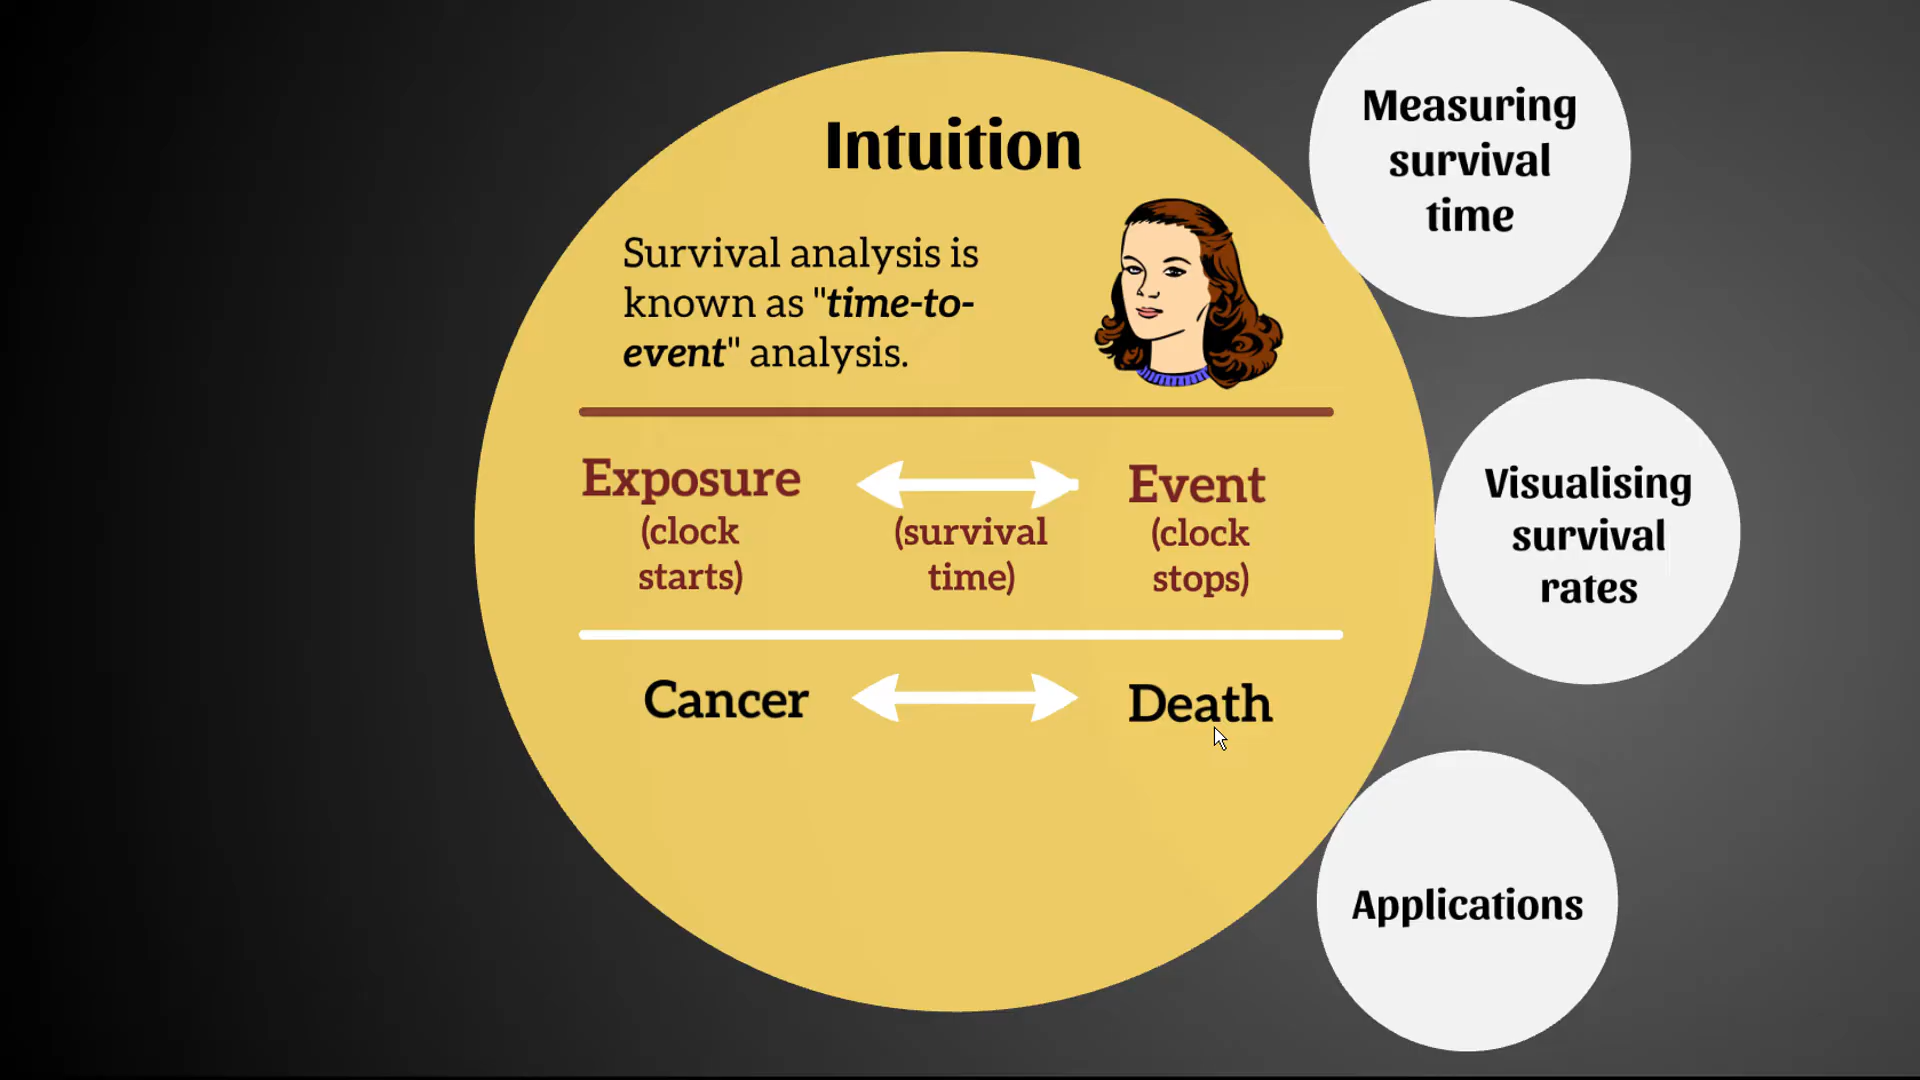 Intuition
Survival analysis is
known as "time-to-
event" analysis.
Exposure
(clock
starts)
(survival
time)
Event
(clock
stops)
Cancer
Death
Measuring
survival
time
Visualising
survival
rates
Applications